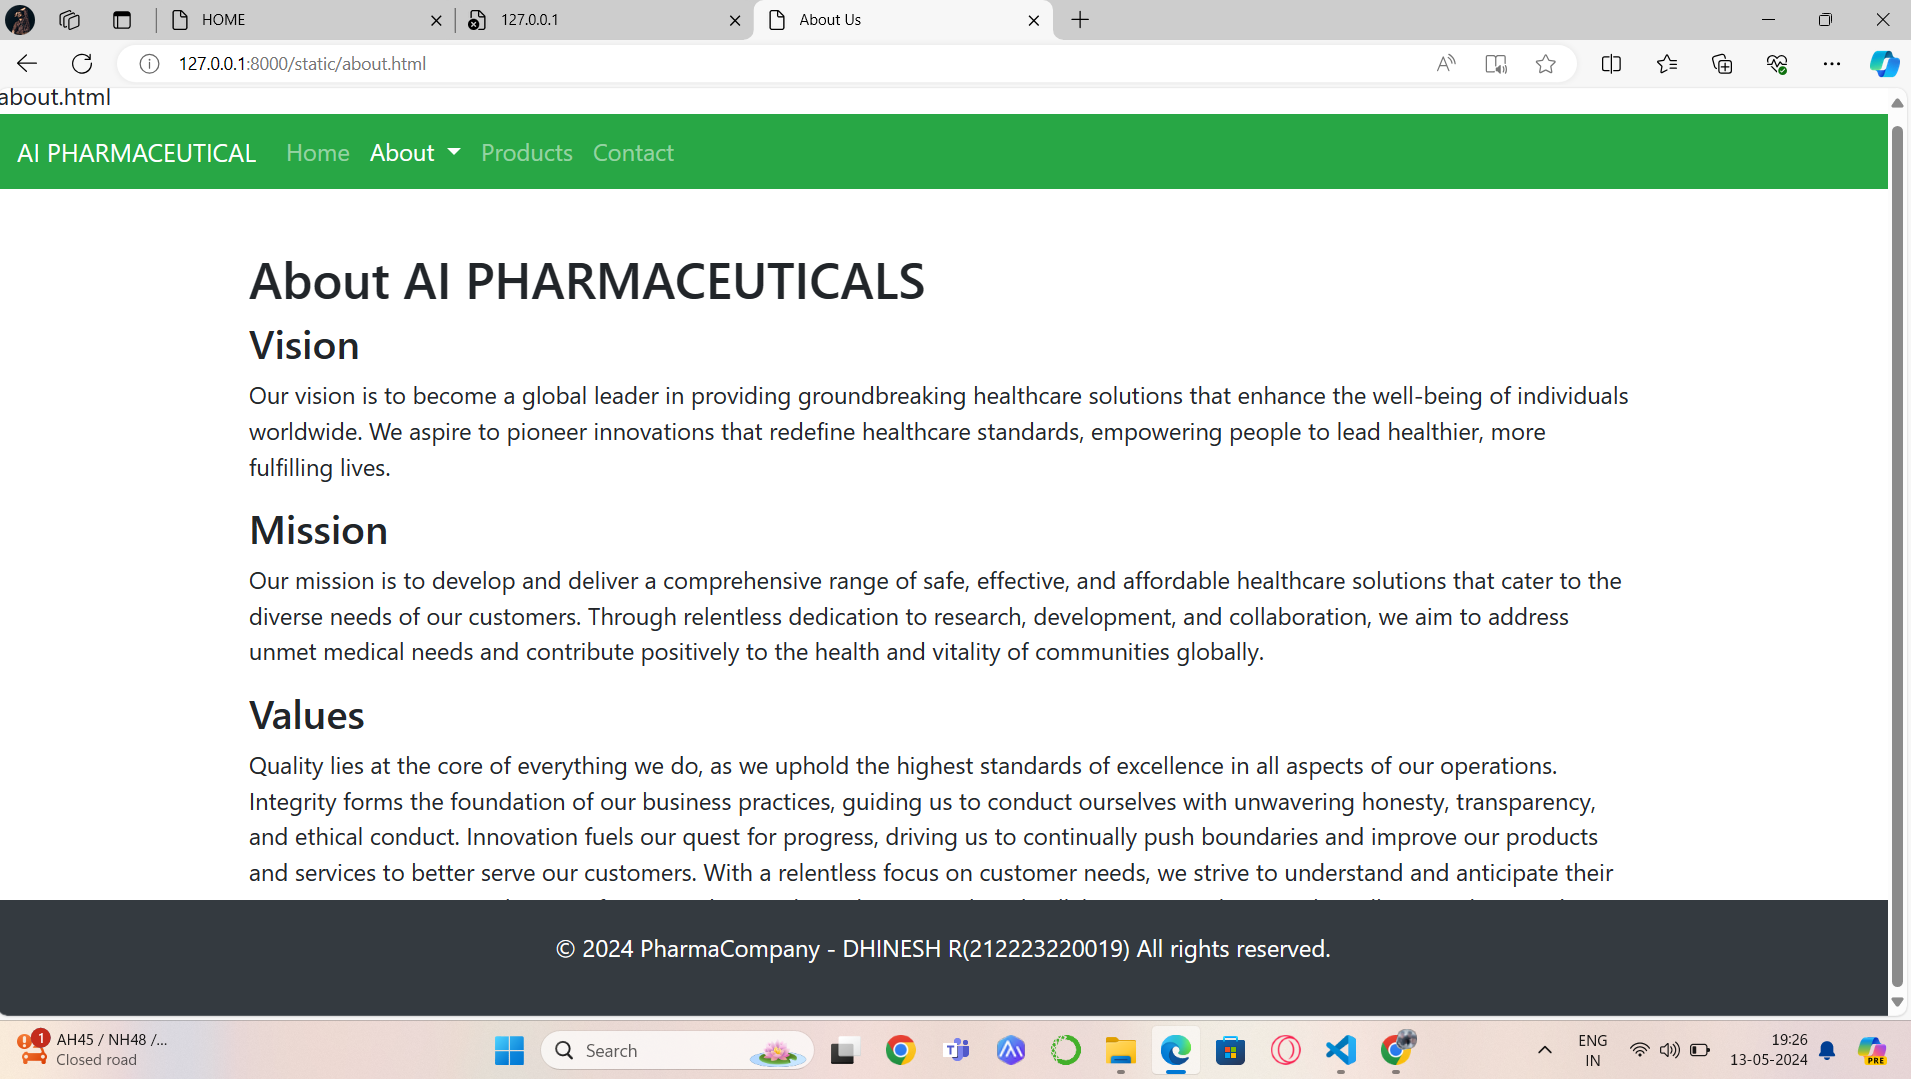 HOME
127.0.0.1
About Us
127.0.0.1:8000/static/about.html
about.html
AI PHARMACEUTICAL Home About Products Contact
About AI PHARMACEUTICALS
Vision
Our vision is to become a global leader in providing groundbreaking healthcare solutions that enhance the well-being of individuals
worldwide. We aspire to pioneer innovations that redefine healthcare standards, empowering people to lead healthier, more
fulfilling lives.
Mission
Our mission is to develop and deliver a comprehensive range of safe, effective, and affordable healthcare solutions that cater to the
diverse needs of our customers. Through relentless dedication to research, development, and collaboration, we aim to address
unmet medical needs and contribute positively to the health and vitality of communities globally.
Values
Quality lies at the core of everything we do, as we uphold the highest standards of excellence in all aspects of our operations.
Integrity forms the foundation of our business practices, guiding us to conduct ourselves with unwavering honesty, transparency,
and ethical conduct. Innovation fuels our quest for progress, driving us to continually push boundaries and improve our products
and services to better serve our customers. With a relentless focus on customer needs, we strive to understand and anticipate their
© 2024 PharmaCompany - DHINESH R(212223220019) All rights reserved.
1
AH45 / NH48 /...
Closed road
Search
ENG
IN
19:26
13-05-2024
PRE